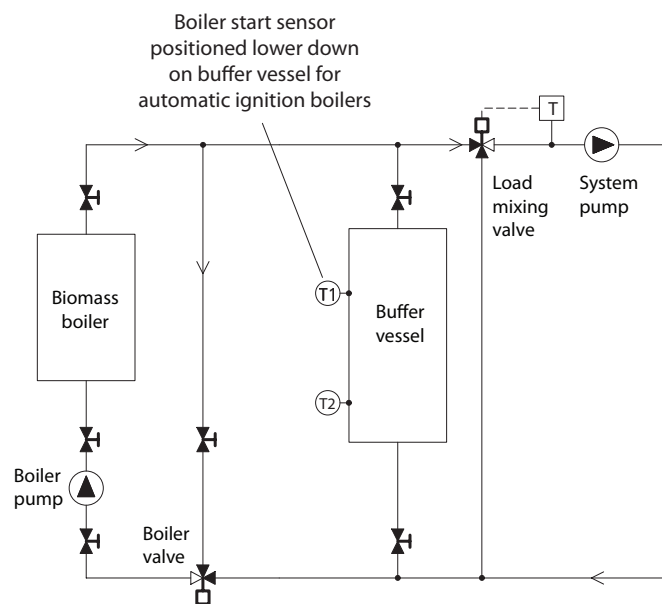 Boiler start sensor
positioned lower down
on buffer vessel for
automatic ignition boilers
T
Load
mixing
valve
System
pump
Biomass
boiler
T1
Buffer
vessel
T2
Boiler
pump
Boiler
valve